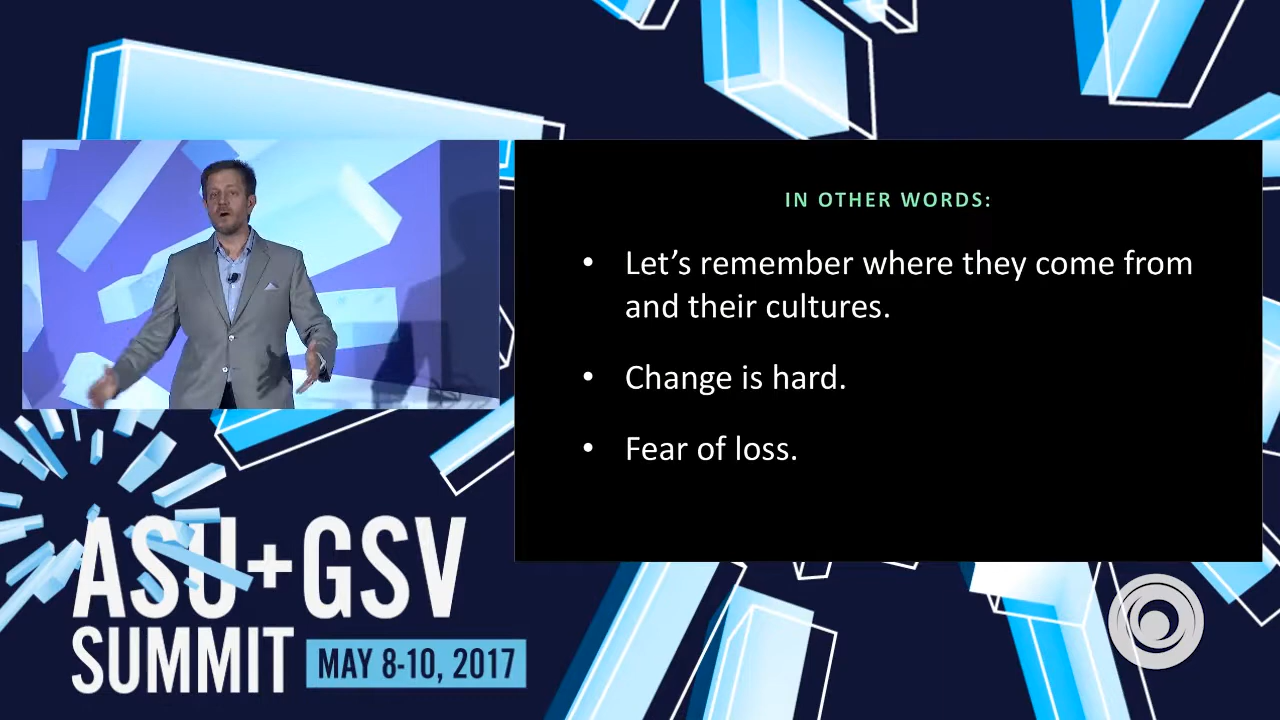 IN OTHER WORDS:
• Let’s remember where they come from
and their cultures.
• Change is hard.
• Fear of loss.
ASU+GSV
SUMMIT
MAY 8-10, 2017